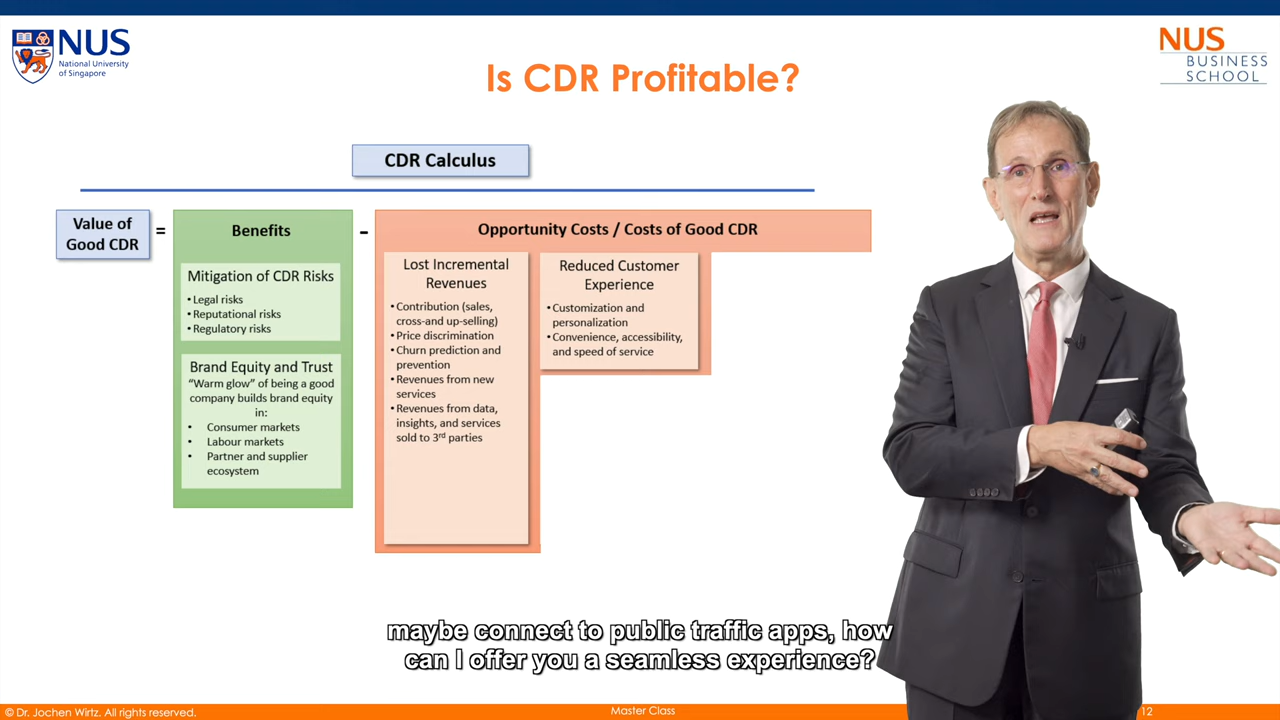 NUS
National University
of Singapore
Is CDR Profitable?
NUS
BUSINESS
SCHOOL
CDR Calculus
Value of
Good CDR
=
Benefits
-
Opportunity Costs / Costs of Good CDR
Mitigation of CDR Risks
• Legal risks
• Reputational risks
• Regulatory risks
Brand Equity and Trust
“Warm glow” of being a good
company builds brand equity
in:
• Consumer markets
• Labour markets
• Partner and supplier
ecosystem
Lost Incremental
Revenues
• Contribution (sales,
cross-and up-selling)
• Price discrimination
• Churn prediction and
prevention
• Revenues from new
services
• Revenues from data,
insights, and services
sold to 3rd parties
Reduced Customer
Experience
• Customization and
personalization
• Convenience, accessibility,
and speed of service
maybe connect to public traffic apps, how
can I offer you a seamless experience?
© Dr. Jochen Wirtz. All rights reserved.
Master Class
12